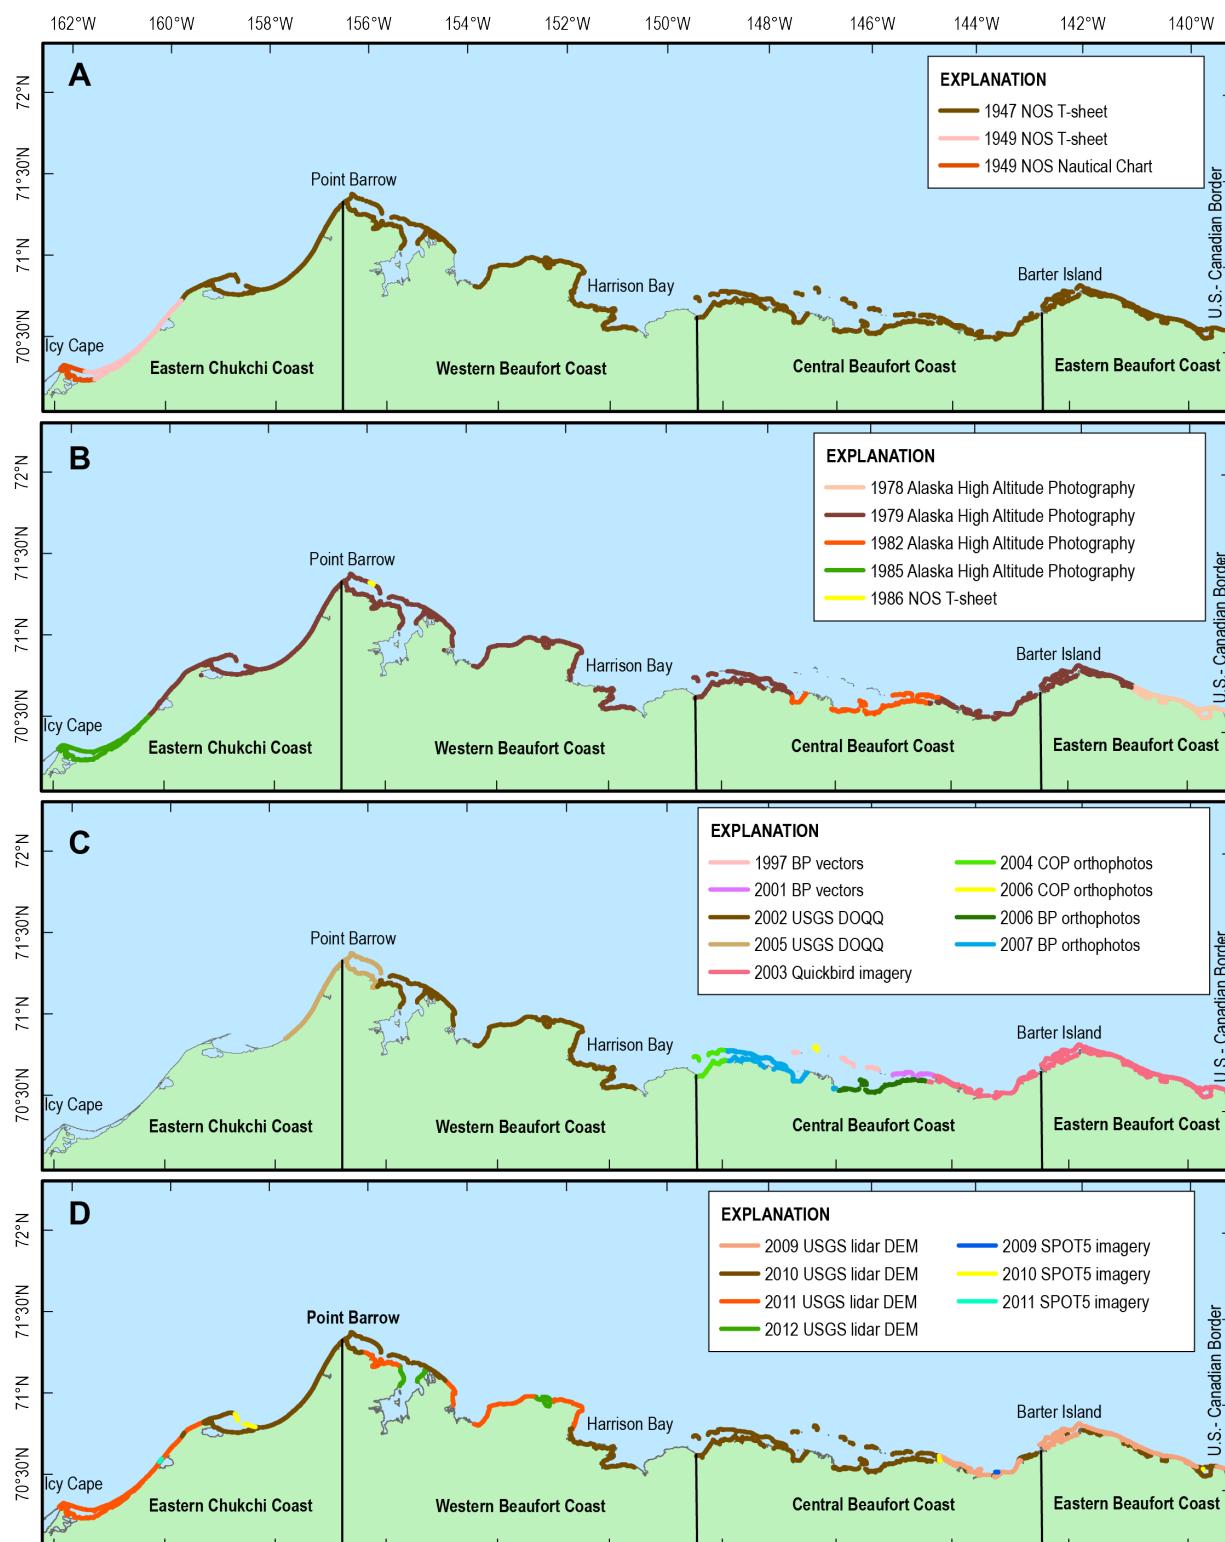 162°W 160°W 158°W 156°W 154°W 152°W 150°W 148°W 146°W 144°W 142°W 140°W
A
EXPLANATION
1947 NOS T-sheet
1949 NOS T-sheet
1949 NOS Nautical Chart
72°N
71°30'N
71°N
70°30'N
Point Barrow
Harrison Bay
Barter Island
U.S.- Canadian Border
Icy Cape
Eastern Chukchi Coast
Western Beaufort Coast
Central Beaufort Coast
Eastern Beaufort Coast
B
EXPLANATION
1978 Alaska High Altitude Photography
1979 Alaska High Altitude Photography
1982 Alaska High Altitude Photography
1985 Alaska High Altitude Photography
1986 NOS T-sheet
72°N
71°30'N
71°N
70°30'N
Point Barrow
Harrison Bay
Barter Island
U.S.- Canadian Border
Icy Cape
Eastern Chukchi Coast
Western Beaufort Coast
Central Beaufort Coast
Eastern Beaufort Coast
C
EXPLANATION
1997 BP vectors
2001 BP vectors
2002 USGS DOQQ
2005 USGS DOQQ
2003 Quickbird imagery
2004 COP orthophotos
2006 COP orthophotos
2006 BP orthophotos
2007 BP orthophotos
72°N
71°30'N
71°N
70°30'N
Point Barrow
Harrison Bay
Barter Island
U.S.- Canadian Border
Icy Cape
Eastern Chukchi Coast
Western Beaufort Coast
Central Beaufort Coast
Eastern Beaufort Coast
D
EXPLANATION
2009 USGS lidar DEM
2010 USGS lidar DEM
2011 USGS lidar DEM
2012 USGS lidar DEM
2009 SPOT5 imagery
2010 SPOT5 imagery
2011 SPOT5 imagery
72°N
71°30'N
71°N
70°30'N
Point Barrow
Harrison Bay
Barter Island
U.S.- Canadian Border
Icy Cape
Eastern Chukchi Coast
Western Beaufort Coast
Central Beaufort Coast
Eastern Beaufort Coast